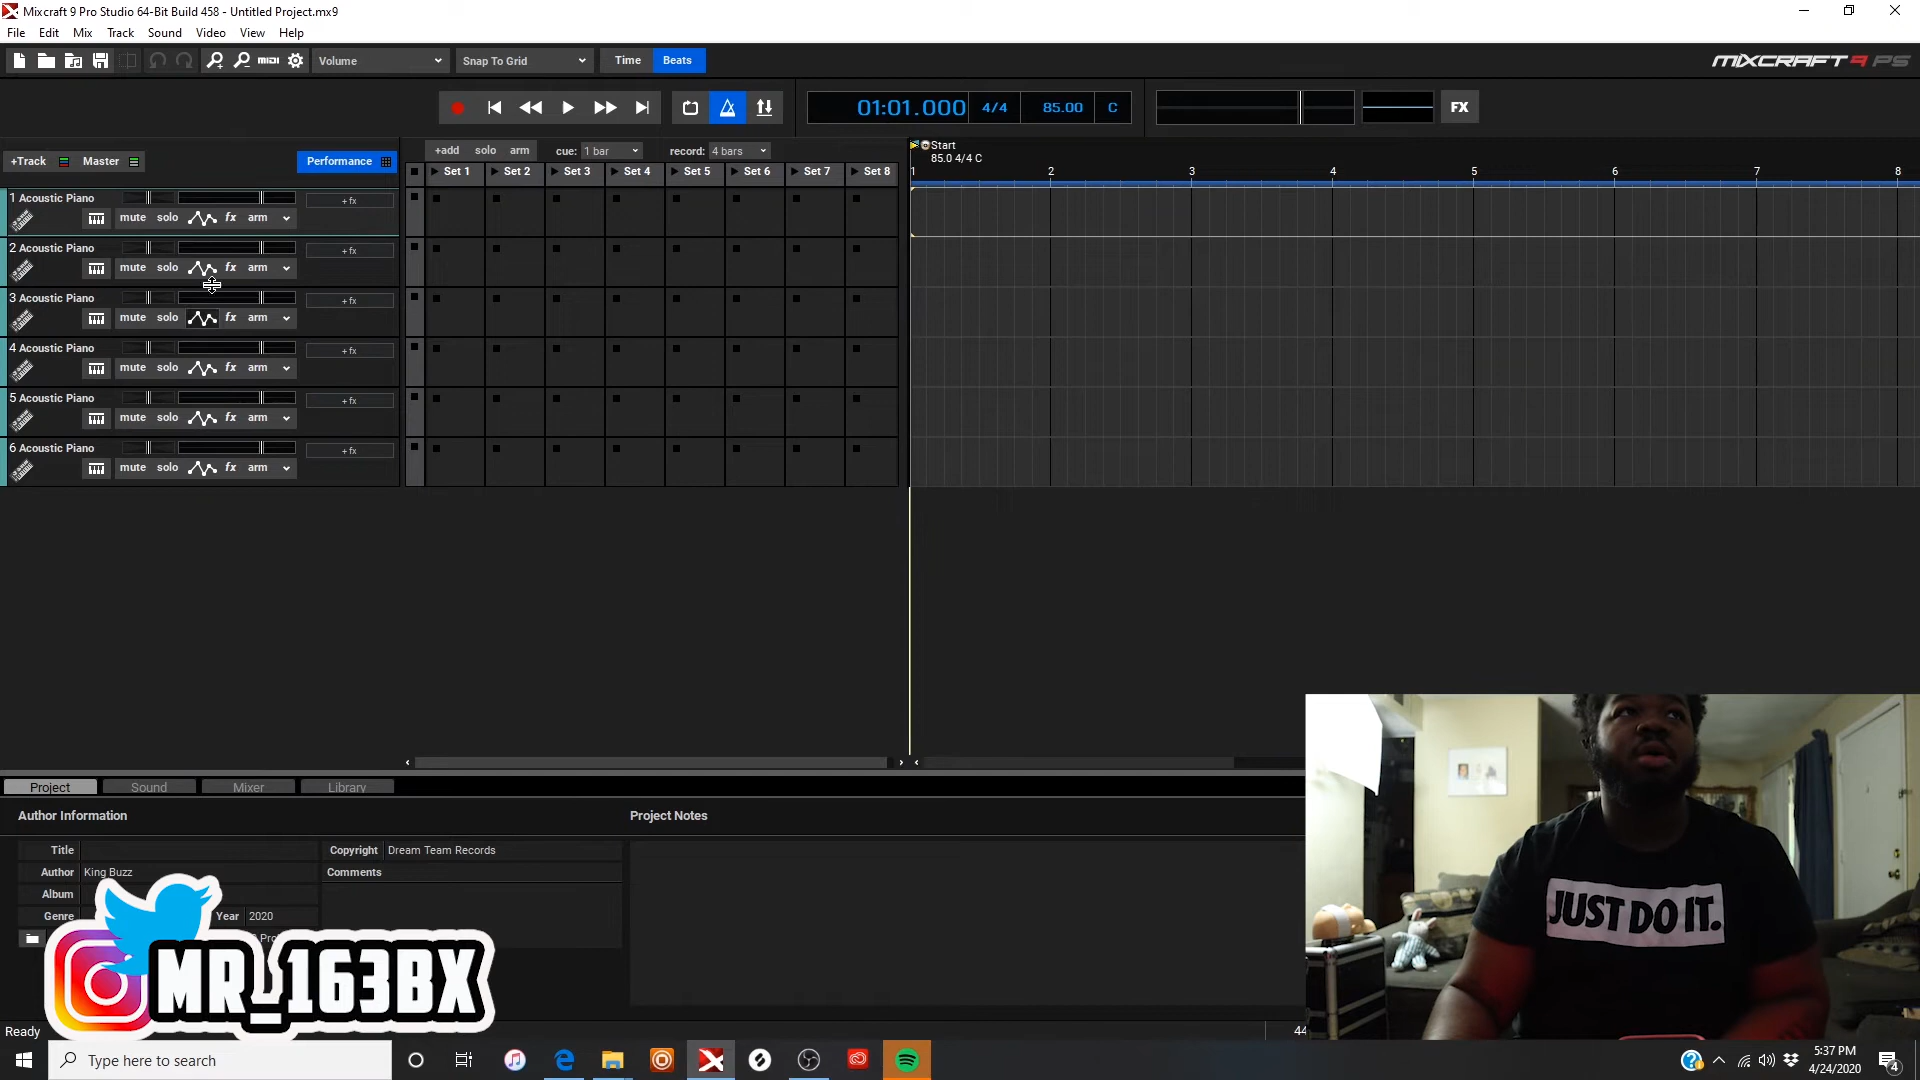 Mixcraft 9 Pro Studio 64-Bit Build 458 - Untitled Project.mx9
File Edit Mix Track Sound Video View Help
MIDI Volume Snap To Grid Time Beats MIXCRAFT 9 PS
01:01.000 4/4 85.00 C FX
+add solo arm cue: 1 bar record: 4 bars
Start
85.0 4/4 C
+Track Master Performance
Set 1 Set 2 Set 3 Set 4 Set 5 Set 6 Set 7 Set 8
1 2 3 4 5 6 7 8
1 Acoustic Piano
+ fx
mute solo fx arm
2 Acoustic Piano
+ fx
mute solo fx arm
3 Acoustic Piano
+ fx
mute solo fx arm
4 Acoustic Piano
+ fx
mute solo fx arm
5 Acoustic Piano
+ fx
mute solo fx arm
6 Acoustic Piano
+ fx
mute solo fx arm
Project Sound Mixer Library
Author Information
Project Notes
Title
Copyright Dream Team Records
Author King Buzz
Comments
Album
Genre
Year 2020
JUST DO IT.
MR_163BX
Ready
44
Type here to search
5:37 PM
4/24/2020
4